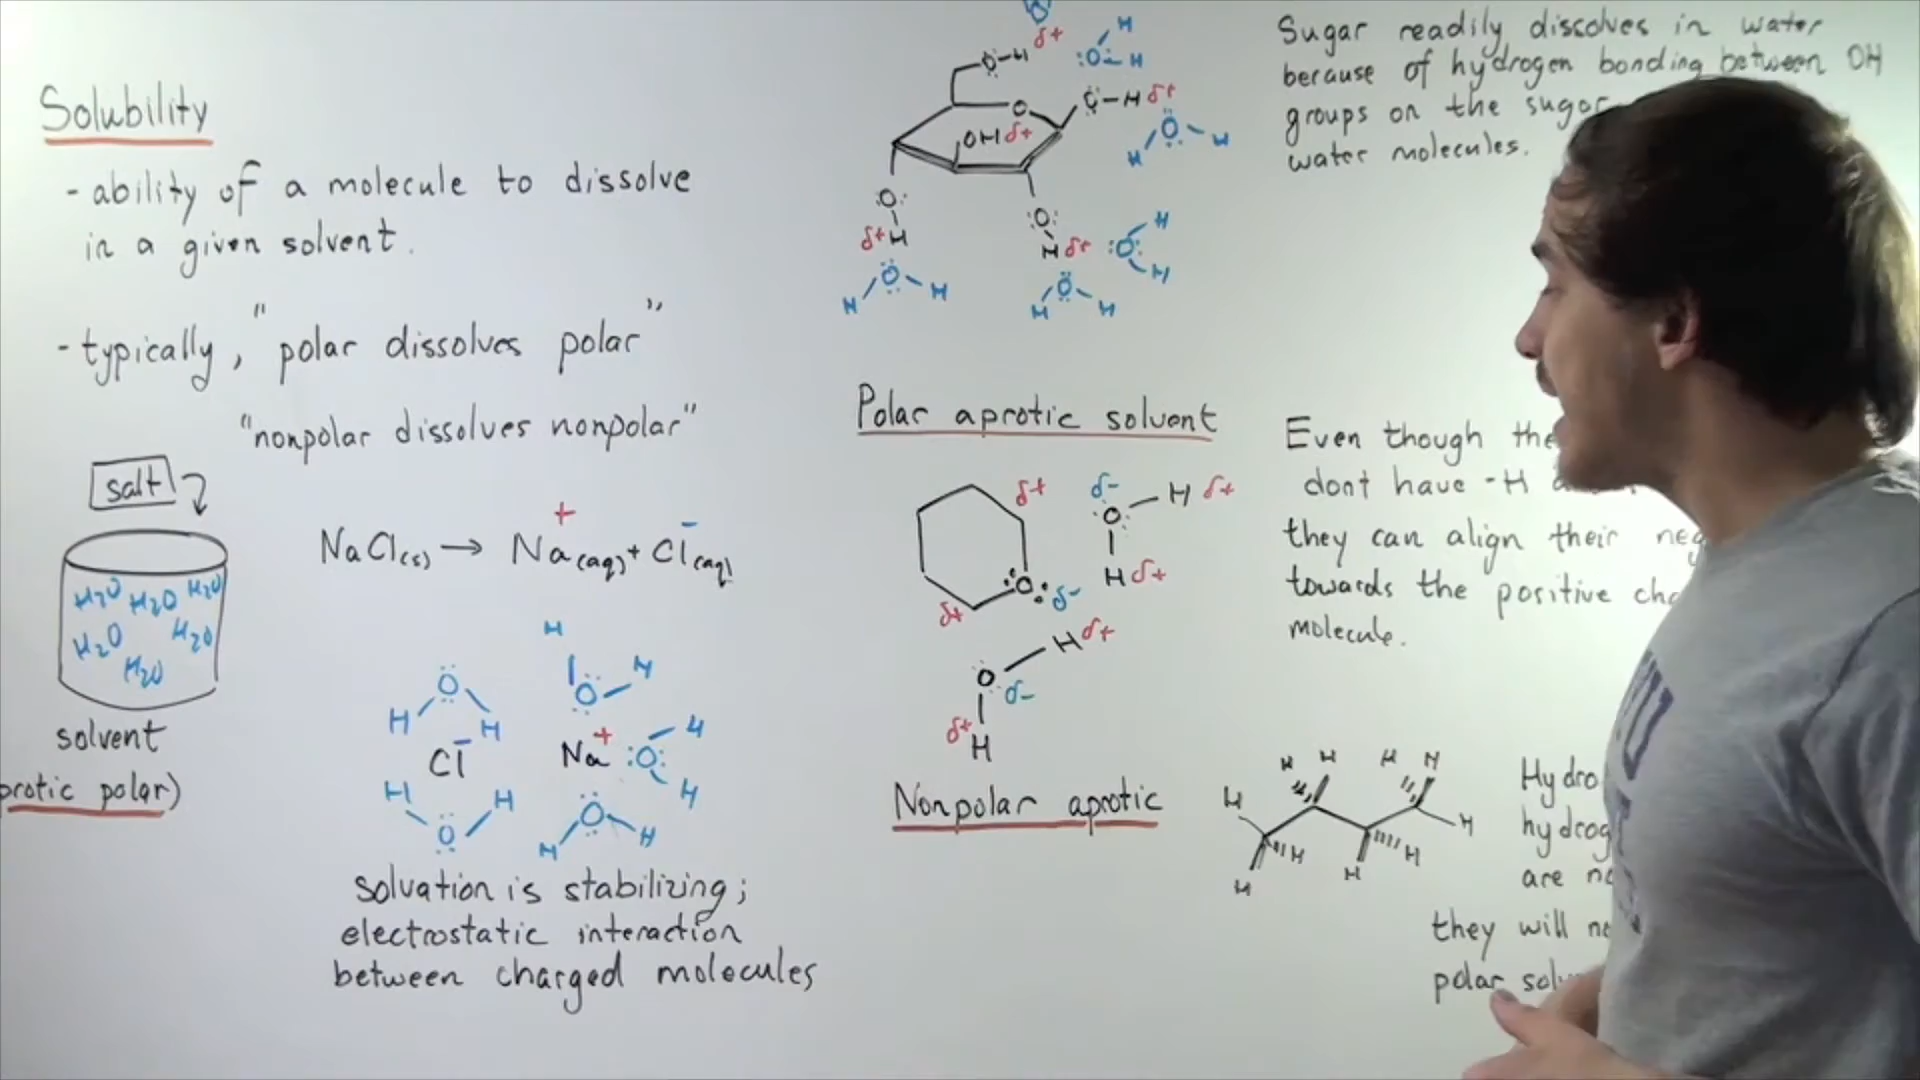 Solubility
- ability of a molecule to dissolve
in a given solvent.
- typically, "polar dissolves polar"
"nonpolar dissolves nonpolar"
salt
NaCl(s) → Na+(aq) + Cl-(aq)
H2O H2O H2O
H2O H2O
H2O
solvent
protic polar)
H
Ö H
H Ö
H H
Cl- Na+ :O: H
H H H
Ö Ö
H H
solvation is stabilizing;
electrostatic interaction
between charged molecules
H
δ+ :Ö-H
O-H
O O-H δ+
OH δ+ H O H
O O H
δ+ H H δ+ :O: H
H O H H O H
Sugar readily dissolves in water
because of hydrogen bonding between OH
groups on the sugar
water molecules.
Polar aprotic solvent
δ+ δ- H δ+
O
O δ- H δ+
δ+
H δ+
O δ-
δ+ H
Even though the
dont have -H
they can align their
towards the positive
molecule.
Nonpolar aprotic
H H H H
H H
H H
H H
are
they will
polar